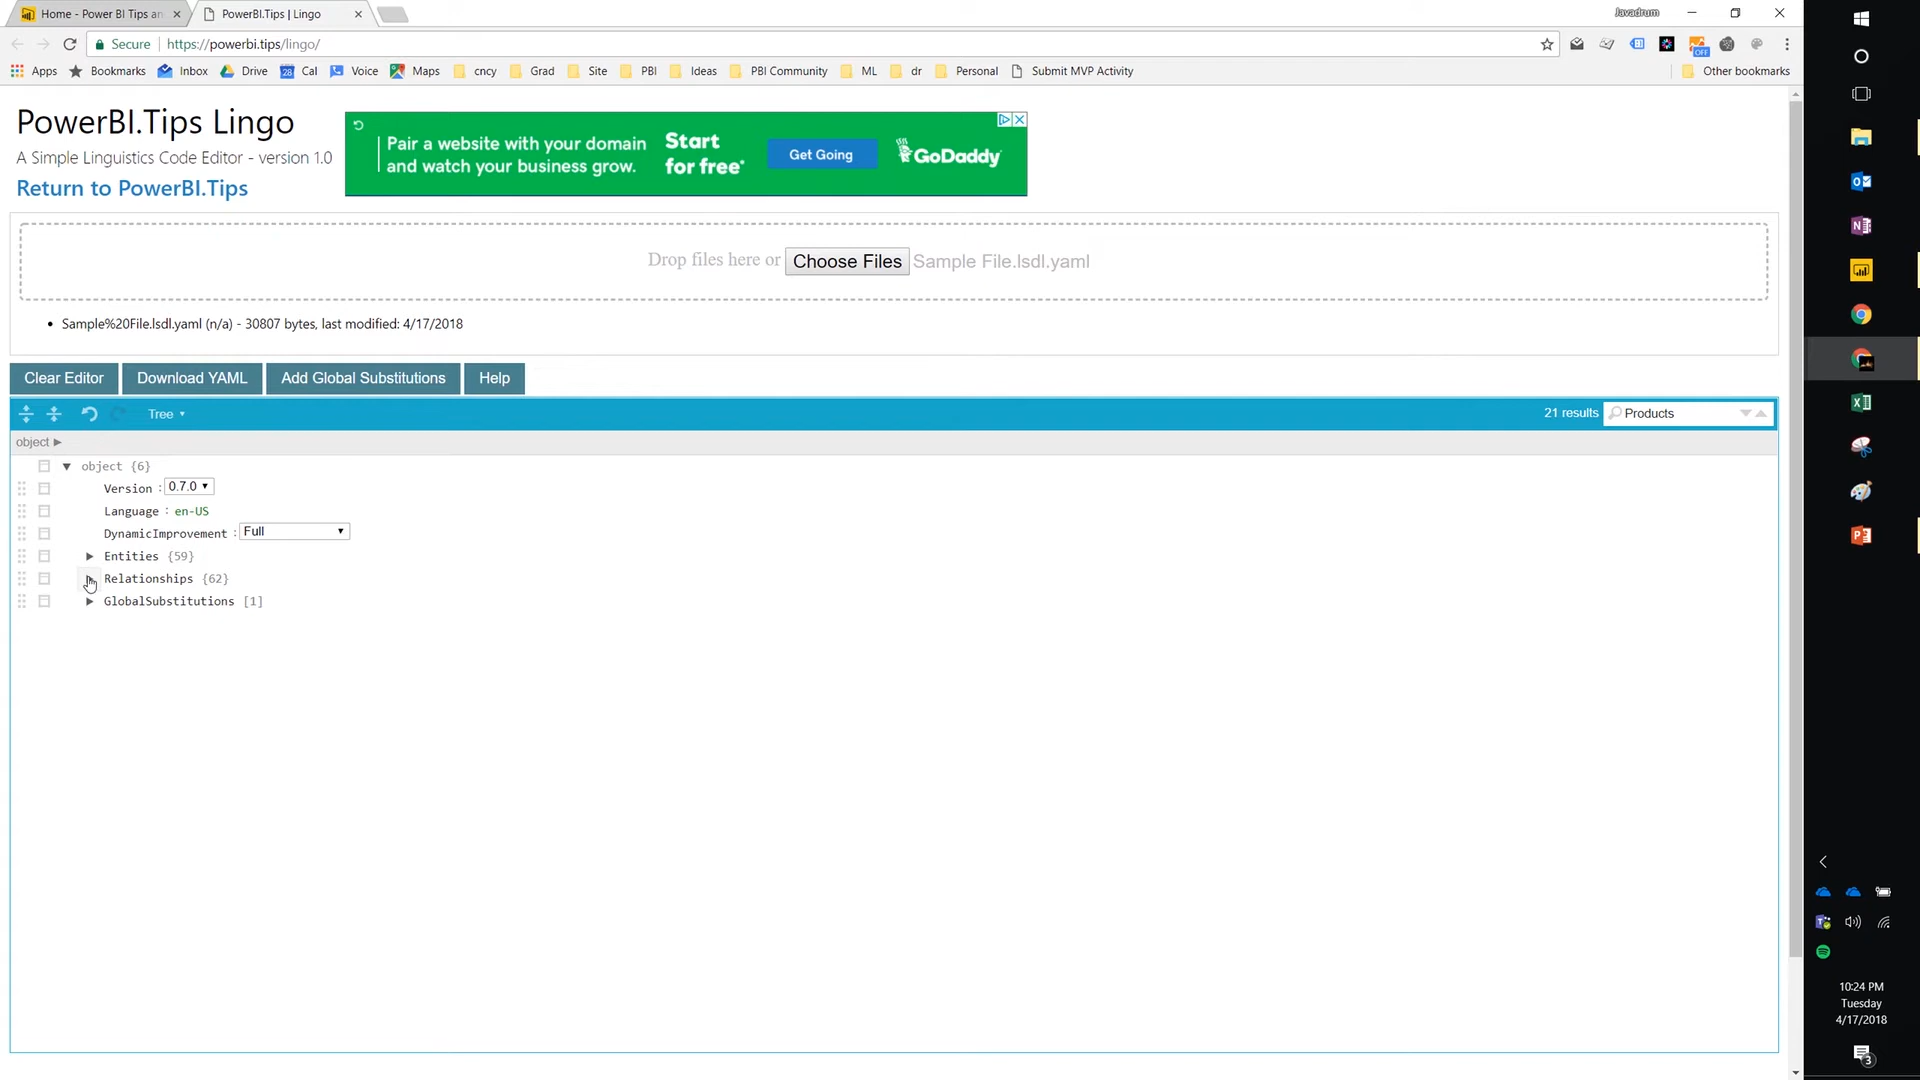 Home - Power BI Tips an
PowerBI.Tips | Lingo
Javadrum
Secure
https://powerbi.tips/lingo/
OFF
Apps
Bookmarks
Inbox
Drive
28
Cal
Voice
Maps
cncy
Grad
Site
PBI
Ideas
PBI Community
ML
dr
Personal
Submit MVP Activity
Other bookmarks
PowerBI.Tips Lingo
A Simple Linguistics Code Editor - version 1.0
Return to PowerBI.Tips
Pair a website with your domain
and watch your business grow.
Start
for free*
Get Going
GoDaddy
Drop files here or
Choose Files
Sample File.lsdl.yaml
• Sample%20File.lsdl.yaml (n/a) - 30807 bytes, last modified: 4/17/2018
Clear Editor
Download YAML
Add Global Substitutions
Help
Tree ▾
21 results
Products
object ▶
object {6}
Version : 0.7.0
Language : en-US
DynamicImprovement : Full
Entities {59}
Relationships {62}
GlobalSubstitutions [1]
10:24 PM
Tuesday
4/17/2018
3